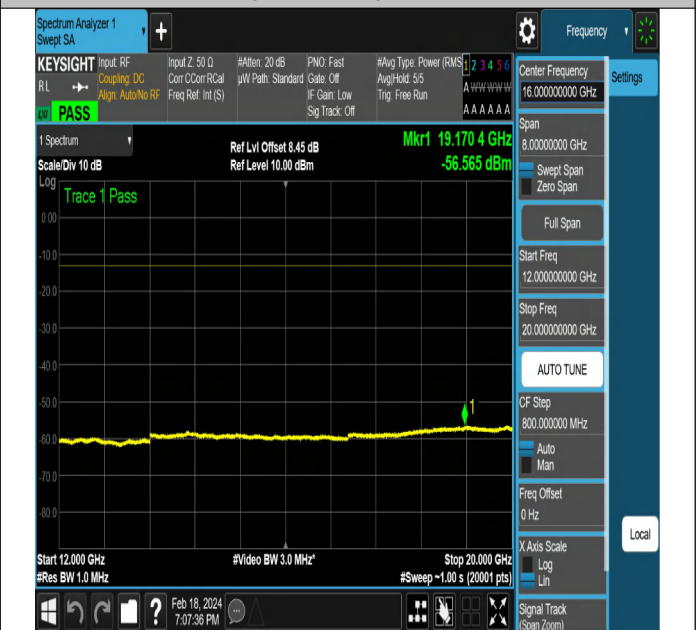 Spectrum Analyzer 1
Swept SA
Frequency
KEYSIGHT
RL
Input: RF
Coupling: DC
Align: Auto/No RF
Input Z: 50 Ω
Corr CCorr RCal
Freq Ref: Int (S)
#Atten: 20 dB
µW Path: Standard
PNO: Fast
Gate: Off
IF Gain: Low
Sig Track: Off
#Avg Type: Power (RMS
Avg|Hold: 5/5
Trig: Free Run
1 2 3 4 5 6
A W W W W W
A A A A A A
PASS
1 Spectrum
Scale/Div 10 dB
Ref Lvl Offset 8.45 dB
Ref Level 10.00 dBm
Mkr1 19.170 4 GHz
-56.565 dBm
Log
Trace 1 Pass
0.00
-10.0
-20.0
-30.0
-40.0
-50.0
-60.0
-70.0
-80.0
1
Start 12.000 GHz
#Res BW 1.0 MHz
#Video BW 3.0 MHz*
Stop 20.000 GHz
#Sweep ~1.00 s (20001 pts)
Feb 18, 2024
7:07:36 PM
Center Frequency
16.000000000 GHz
Span
8.00000000 GHz
Swept Span
Zero Span
Full Span
Start Freq
12.000000000 GHz
Stop Freq
20.000000000 GHz
AUTO TUNE
CF Step
800.000000 MHz
Auto
Man
Freq Offset
0 Hz
X Axis Scale
Log
Lin
Signal Track
(Span Zoom)
Settings
Local